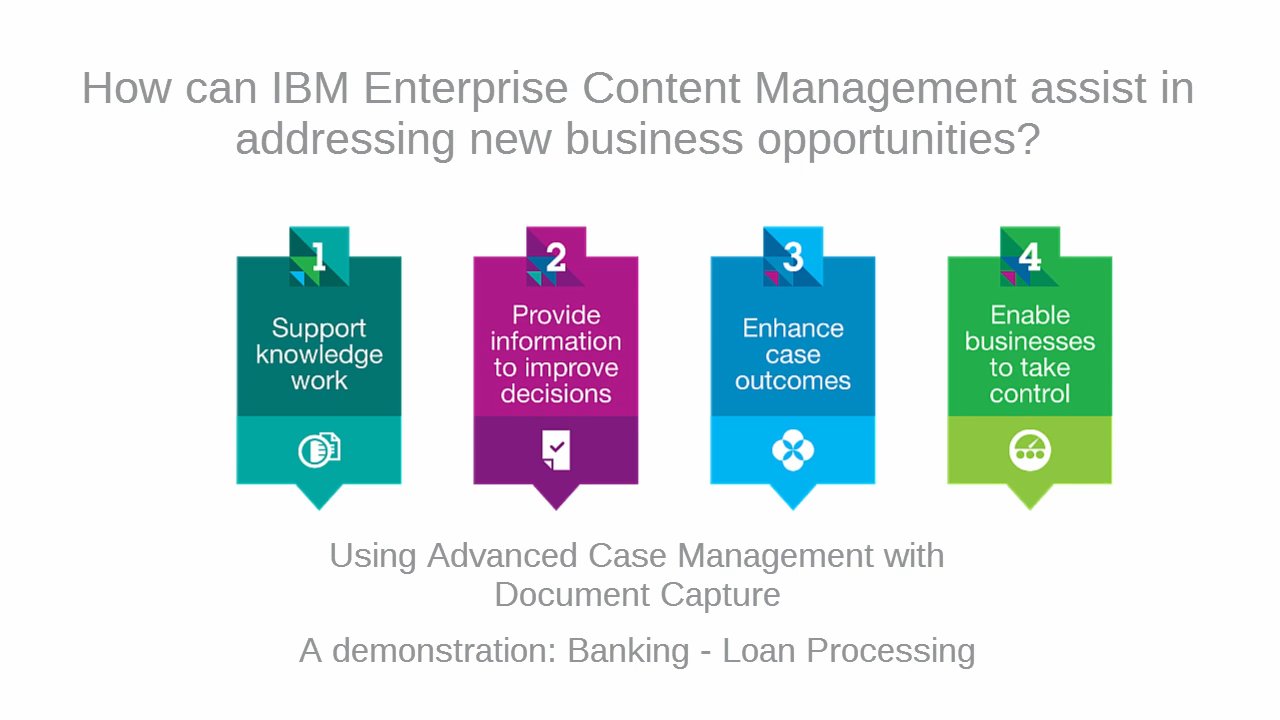 How can IBM Enterprise Content Management assist in
addressing new business opportunities?
1
Support
knowledge
work
2
Provide
information
to improve
decisions
3
Enhance
case
outcomes
4
Enable
businesses
to take
control
Using Advanced Case Management with
Document Capture
A demonstration: Banking - Loan Processing